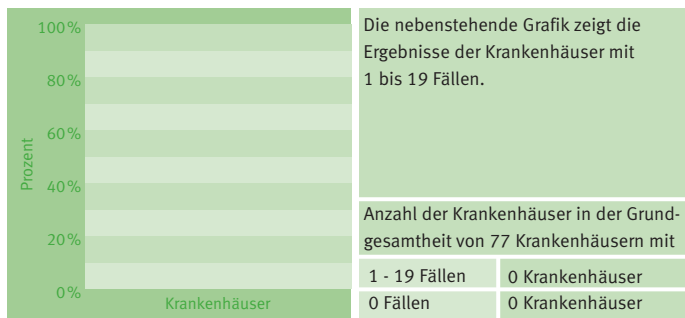 100%
80%
60%
40%
20%
0%
Prozent
Krankenhäuser
Die nebenstehende Grafik zeigt die
Ergebnisse der Krankenhäuser mit
1 bis 19 Fällen.
Anzahl der Krankenhäuser in der Grund-
gesamtheit von 77 Krankenhäusern mit
1 - 19 Fällen 0 Krankenhäuser
0 Fällen 0 Krankenhäuser